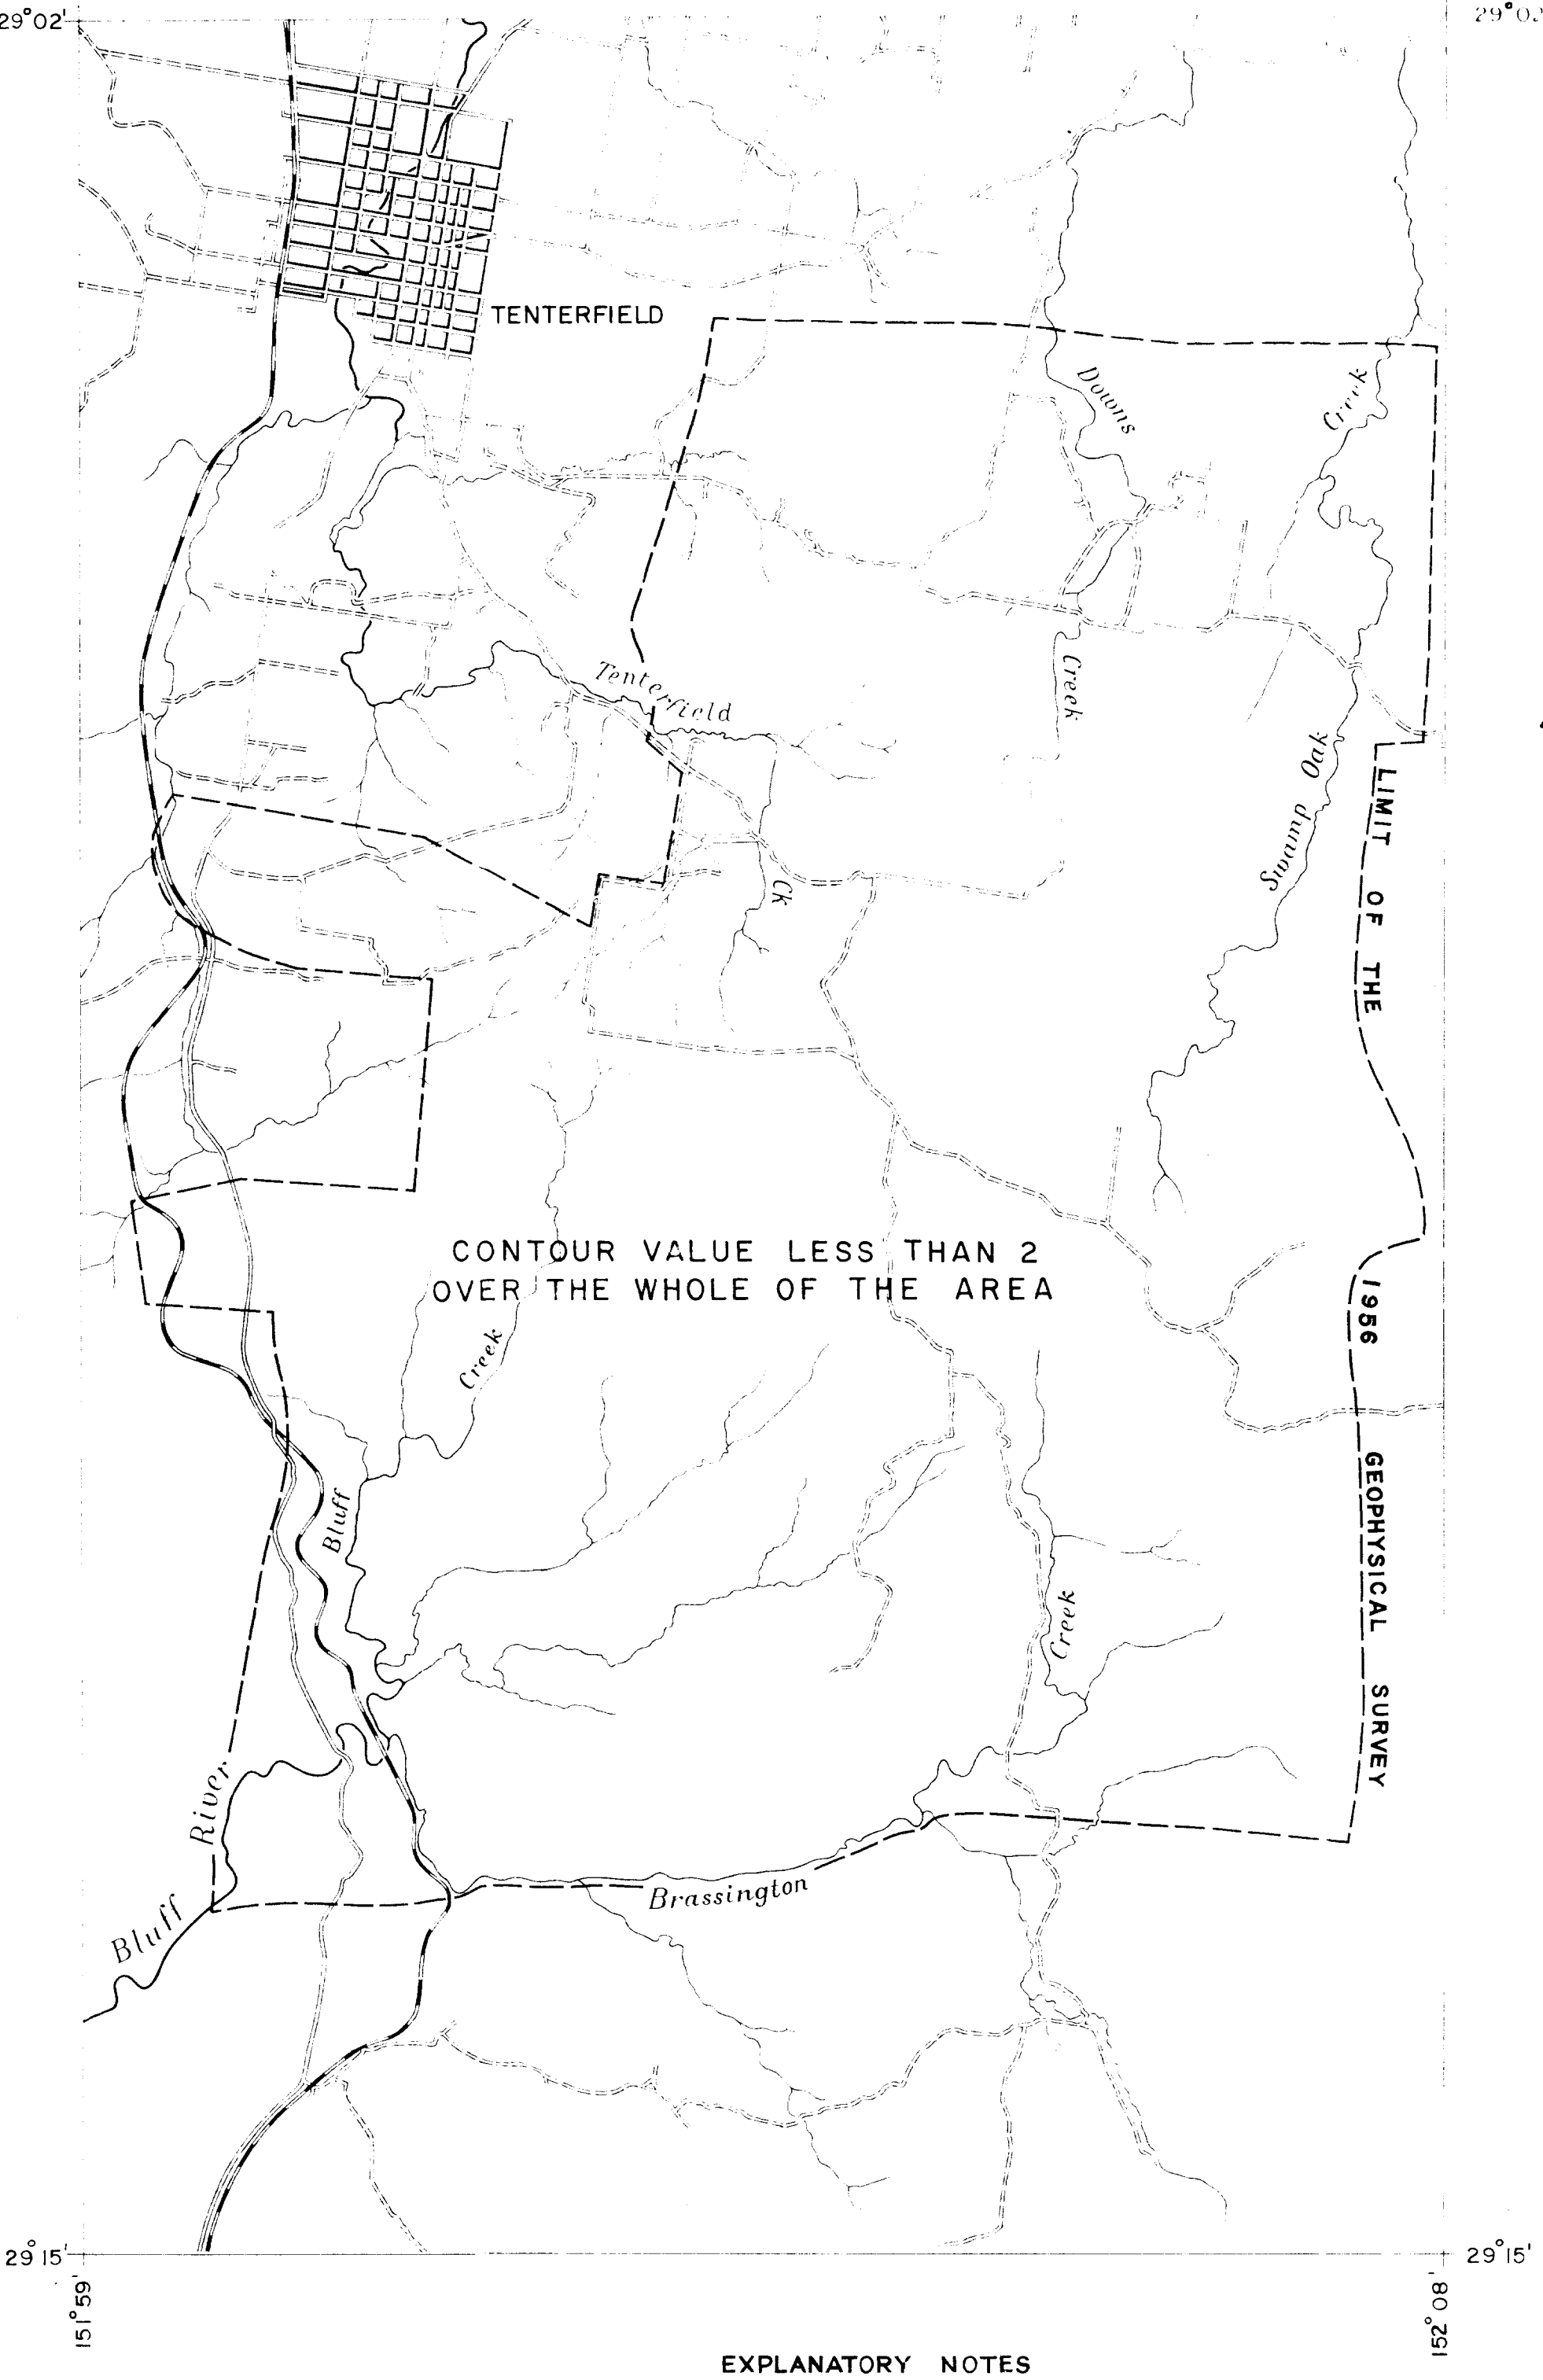 29°02'
29°02
TENTERFIELD
Downs
Creek
Creek
Tenterfield
Ck
Swamp Oak
LIMIT OF THE 1956 GEOPHYSICAL SURVEY
CONTOUR VALUE LESS THAN 2
OVER THE WHOLE OF THE AREA
Creek
Bluff
Creek
River
Bluff
Brassington
29°15'
29°15'
151°59'
152°08'
EXPLANATORY NOTES